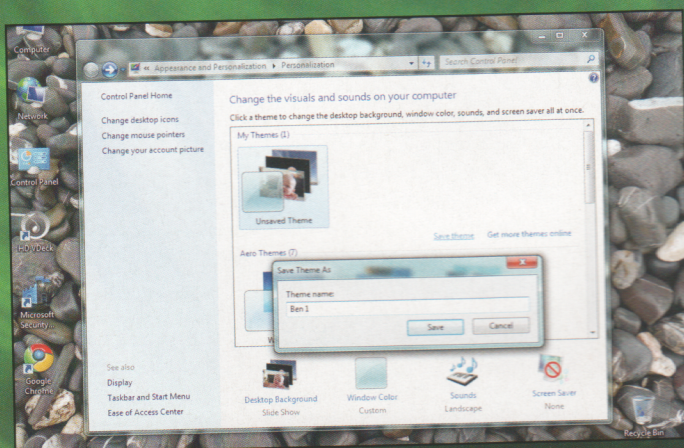 Computer
Network
Control Panel
HD VDeck
Microsoft
Security...
Google
Chrome
Recycle Bin
« Appearance and Personalization ▸ Personalization
Search Control Panel
Control Panel Home
Change desktop icons
Change mouse pointers
Change your account picture
See also
Display
Taskbar and Start Menu
Ease of Access Center
Change the visuals and sounds on your computer
Click a theme to change the desktop background, window color, sounds, and screen saver all at once.
My Themes (1)
Unsaved Theme
Save theme Get more themes online
Aero Themes (7)
Save Theme As
Theme name:
Ben 1
Save Cancel
Desktop Background
Slide Show
Window Color
Custom
Sounds
Landscape
Screen Saver
None